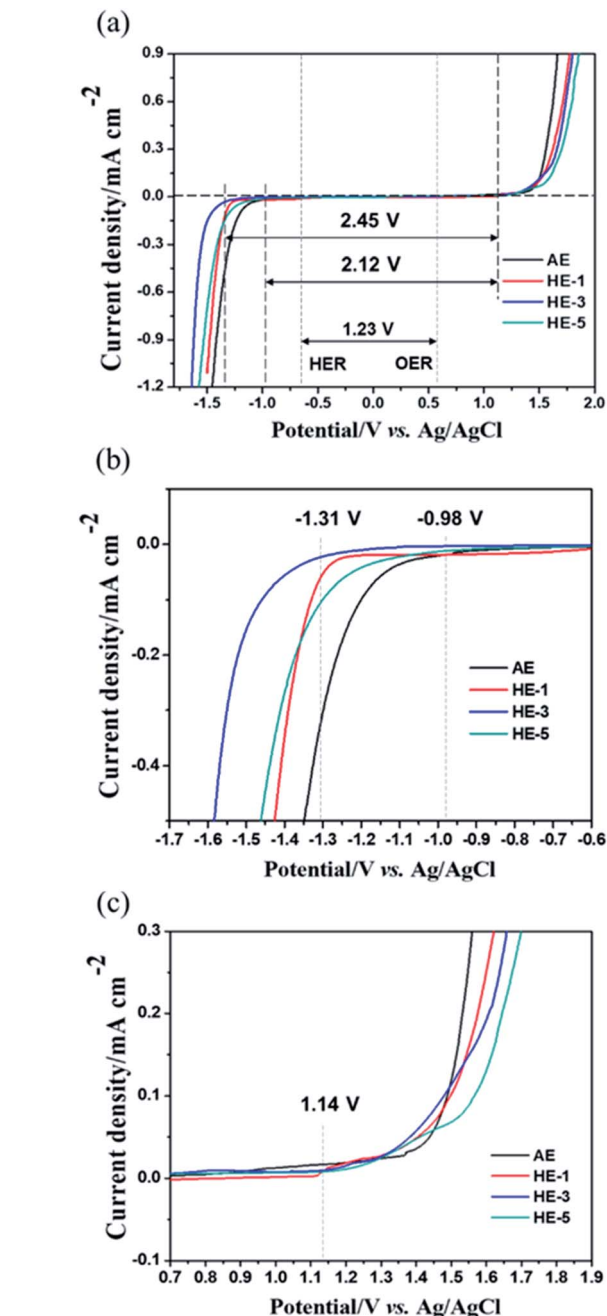 (a)
Current density/mA cm-2
0.9
0.6
0.3
0.0
-0.3
-0.6
-0.9
-1.2
2.45 V
2.12 V
1.23 V
HER
OER
AE
HE-1
HE-3
HE-5
-1.5 -1.0 -0.5 0.0 0.5 1.0 1.5 2.0
Potential/V vs. Ag/AgCl
(b)
Current density/mA cm-2
0.0
-0.2
-0.4
-1.31 V
-0.98 V
AE
HE-1
HE-3
HE-5
-1.7 -1.6 -1.5 -1.4 -1.3 -1.2 -1.1 -1.0 -0.9 -0.8 -0.7 -0.6
Potential/V vs. Ag/AgCl
(c)
Current density/mA cm-2
0.3
0.2
0.1
0.0
-0.1
1.14 V
AE
HE-1
HE-3
HE-5
0.7 0.8 0.9 1.0 1.1 1.2 1.3 1.4 1.5 1.6 1.7 1.8 1.9
Potential/V vs. Ag/AgCl